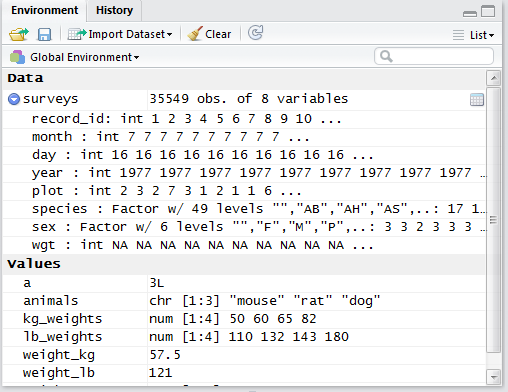 Environment History
Import Dataset Clear List
Global Environment
Data
surveys 35549 obs. of 8 variables
record_id: int 1 2 3 4 5 6 7 8 9 10 ...
month : int 7 7 7 7 7 7 7 7 7 7 ...
day : int 16 16 16 16 16 16 16 16 16 16 ...
year : int 1977 1977 1977 1977 1977 1977 1977 1977 …
plot : int 2 3 2 7 3 1 2 1 1 6 ...
species : Factor w/ 49 levels "","AB","AH","AS",..: 17 1…
sex : Factor w/ 6 levels "","F","M","P",..: 3 3 2 3 3 3 …
wgt : int NA NA NA NA NA NA NA NA NA NA ...
Values
a 3L
animals chr [1:3] "mouse" "rat" "dog"
kg_weights num [1:4] 50 60 65 82
lb_weights num [1:4] 110 132 143 180
weight_kg 57.5
weight_lb 121